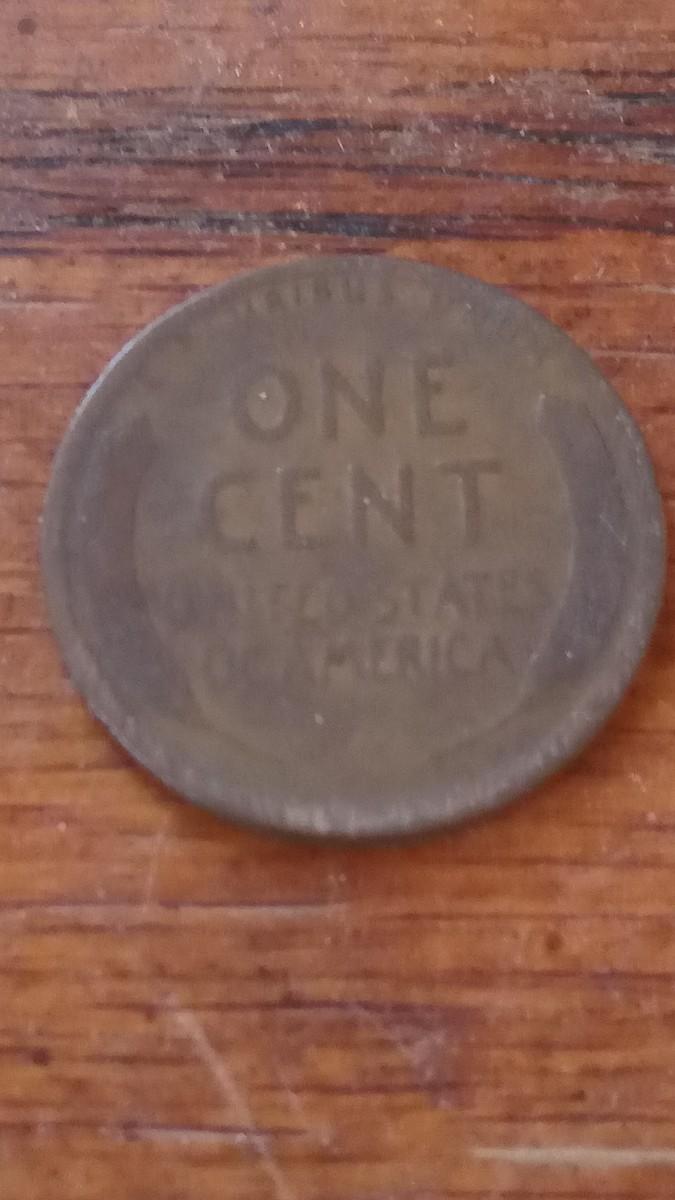 ONE
CENT
UNITED STATES
OF AMERICA